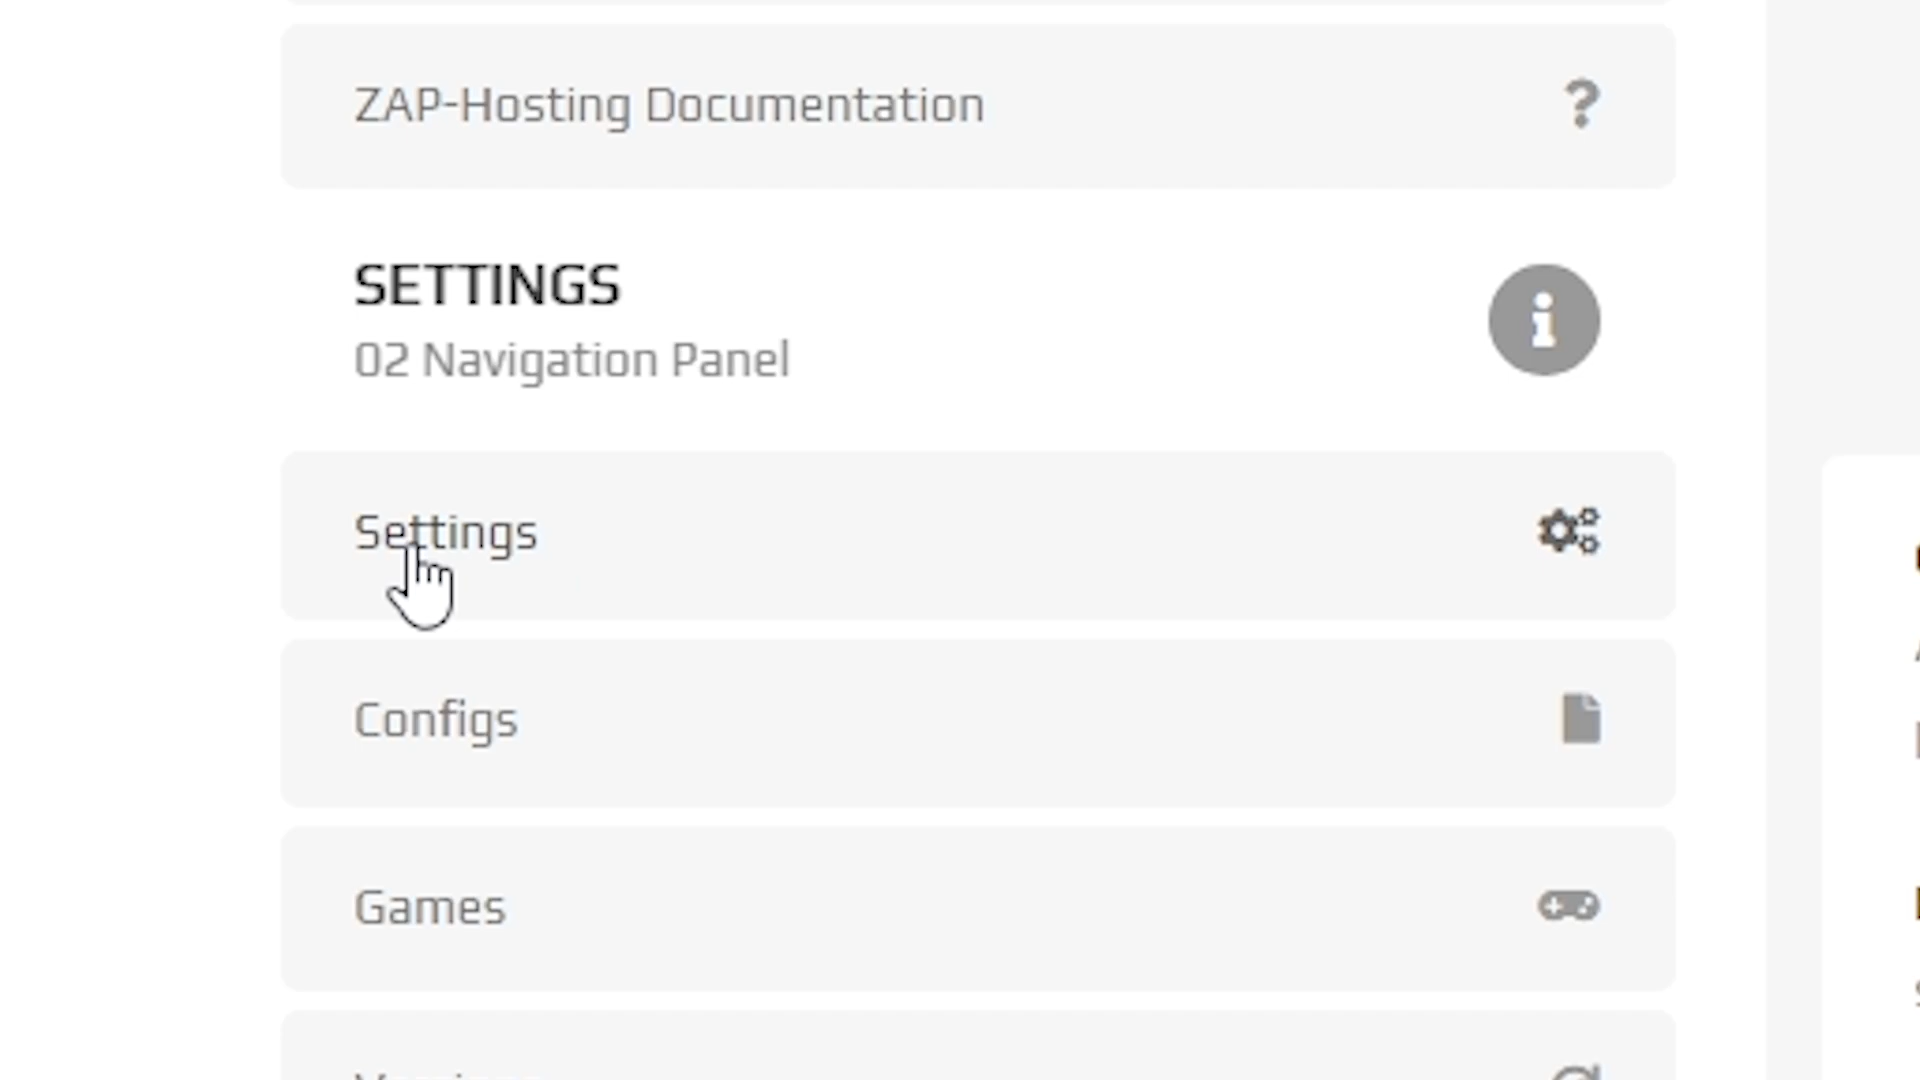 ZAP-Hosting Documentation
SETTINGS
02 Navigation Panel
Settings
Configs
Games